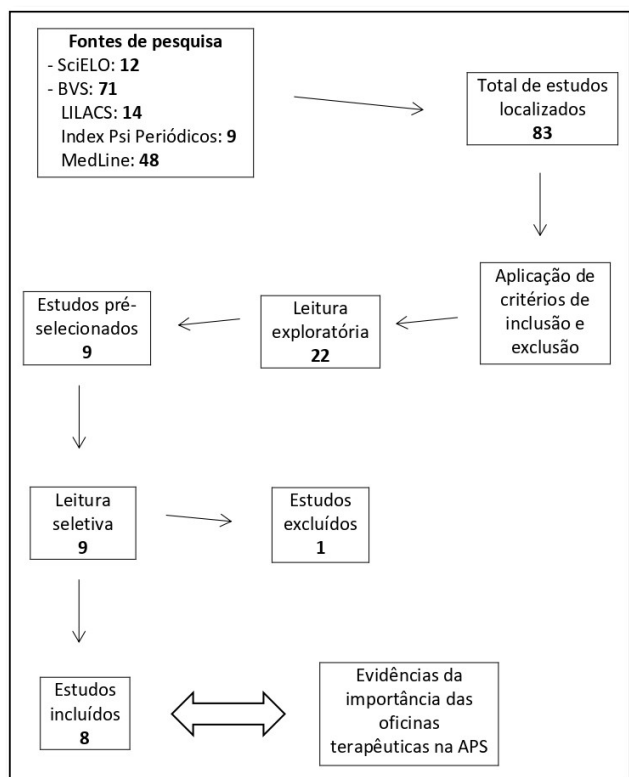 Fontes de pesquisa
- SciELO: 12
- BVS: 71
LILACS: 14
Index Psi Periódicos: 9
MedLine: 48
Total de estudos
localizados
83
Aplicação de
critérios de
inclusão e
exclusão
Leitura
exploratória
22
Estudos pré-
selecionados
9
Leitura
seletiva
9
Estudos
excluídos
1
Estudos
incluídos
8
Evidências da
importância das
oficinas
terapêuticas na APS